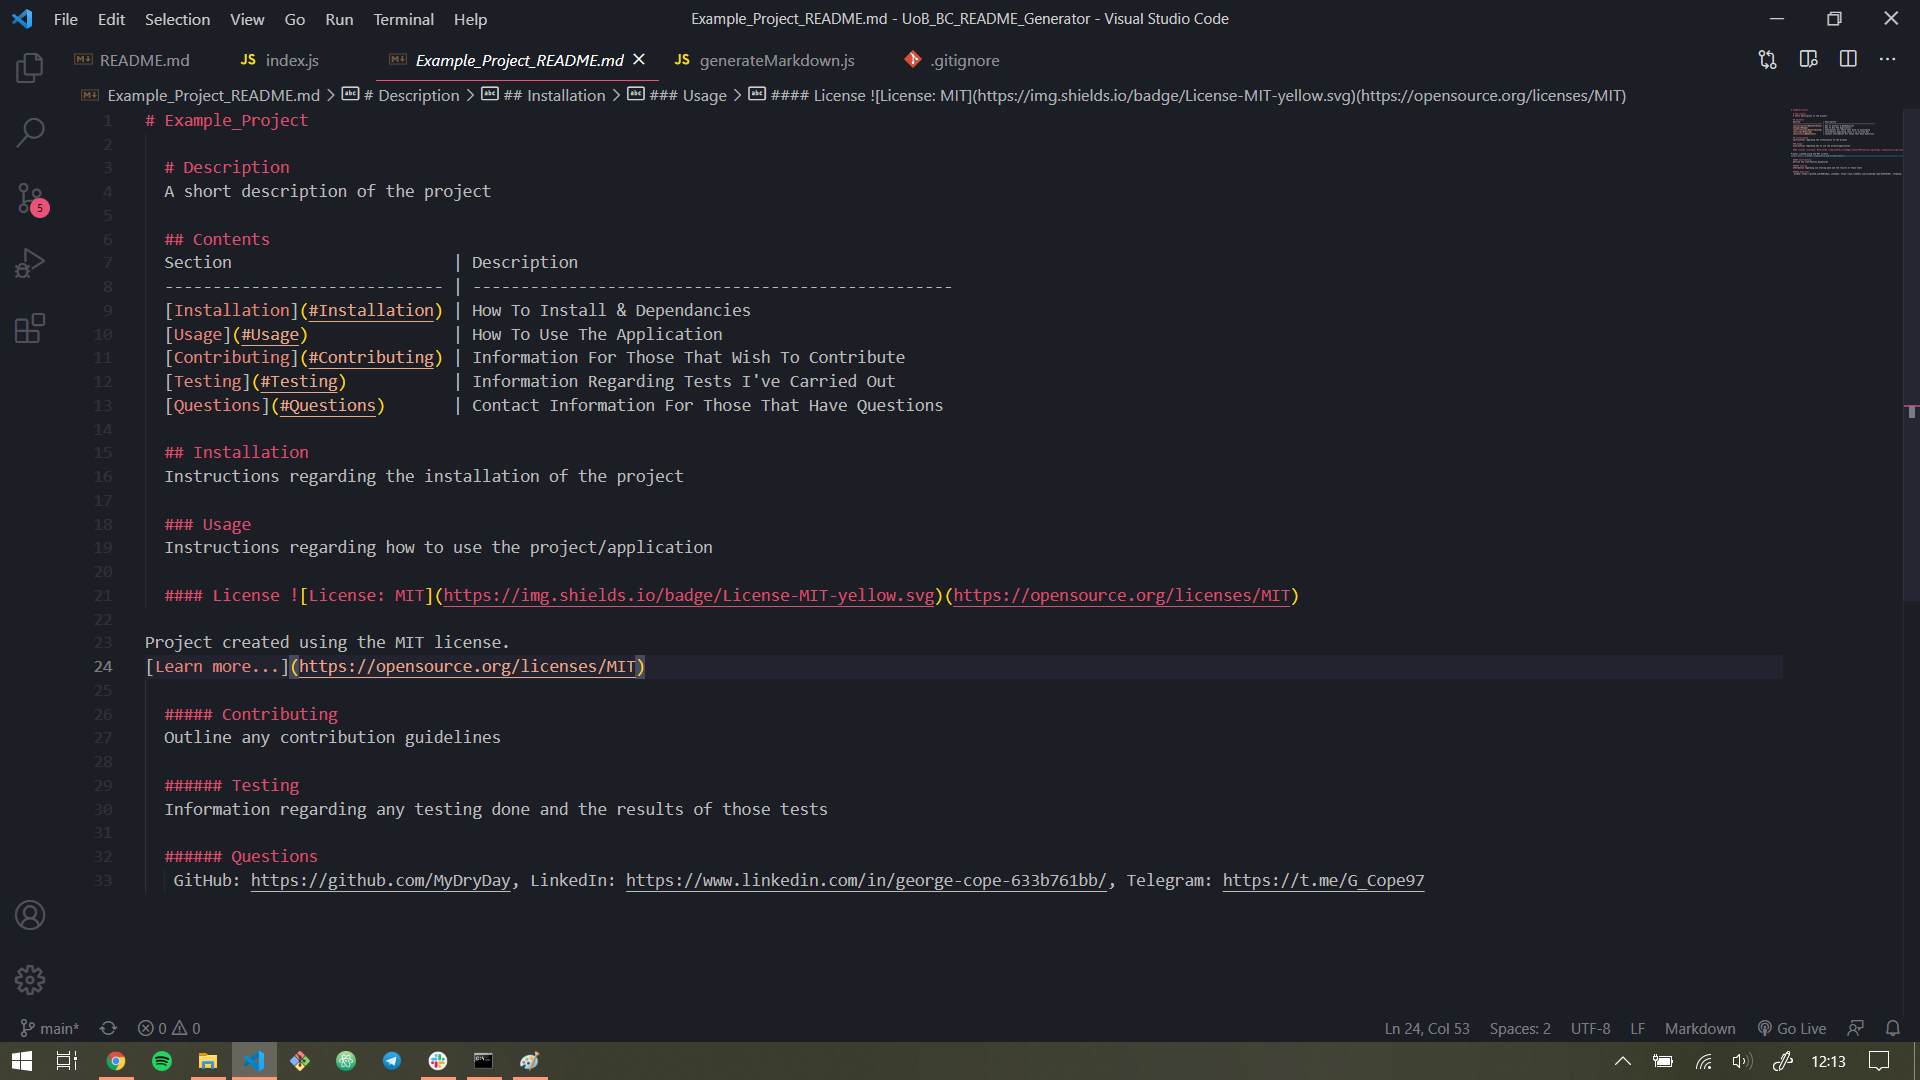 File Edit Selection View Go Run Terminal Help Example_Project_README.md - UoB_BC_README_Generator - Visual Studio Code
README.md JS index.js Example_Project_README.md JS generateMarkdown.js .gitignore
Example_Project_README.md > # Description > ## Installation > ### Usage > #### License ![License: MIT](https://img.shields.io/badge/License-MIT-yellow.svg)(https://opensource.org/licenses/MIT)
1 # Example_Project
2
3 # Description
4 A short description of the project
5
6 ## Contents
7 Section                       | Description
8 ----------------------------- | --------------------------------------------------
9 [Installation](#Installation) | How To Install & Dependancies
10 [Usage](#Usage)               | How To Use The Application
11 [Contributing](#Contributing) | Information For Those That Wish To Contribute
12 [Testing](#Testing)           | Information Regarding Tests I've Carried Out
13 [Questions](#Questions)       | Contact Information For Those That Have Questions
14
15 ## Installation
16 Instructions regarding the installation of the project
17
18 ### Usage
19 Instructions regarding how to use the project/application
20
21 #### License ![License: MIT](https://img.shields.io/badge/License-MIT-yellow.svg)(https://opensource.org/licenses/MIT)
22
23 Project created using the MIT license.
24 [Learn more...](https://opensource.org/licenses/MIT)
25
26 ##### Contributing
27 Outline any contribution guidelines
28
29 ###### Testing
30 Information regarding any testing done and the results of those tests
31
32 ###### Questions
33 GitHub: https://github.com/MyDryDay, LinkedIn: https://www.linkedin.com/in/george-cope-633b761bb/, Telegram: https://t.me/G_Cope97
5
main* 0 0 Ln 24, Col 53 Spaces: 2 UTF-8 LF Markdown Go Live
12:13